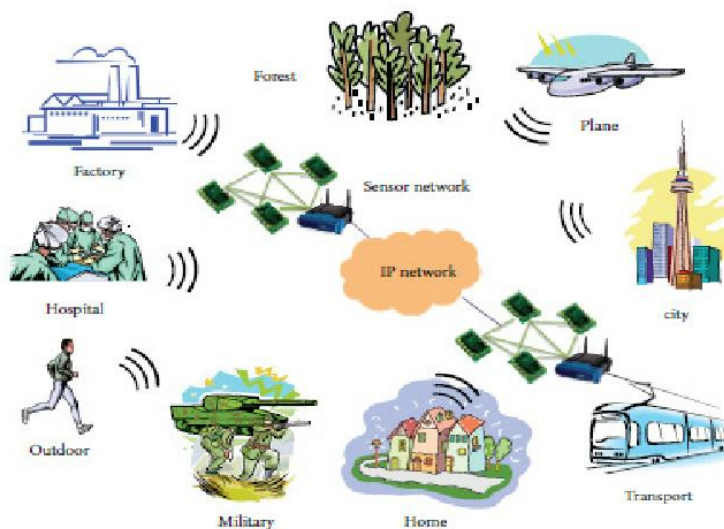 Forest
Plane
Factory
Sensor network
IP network
Hospital
city
Outdoor
Transport
Military
Home